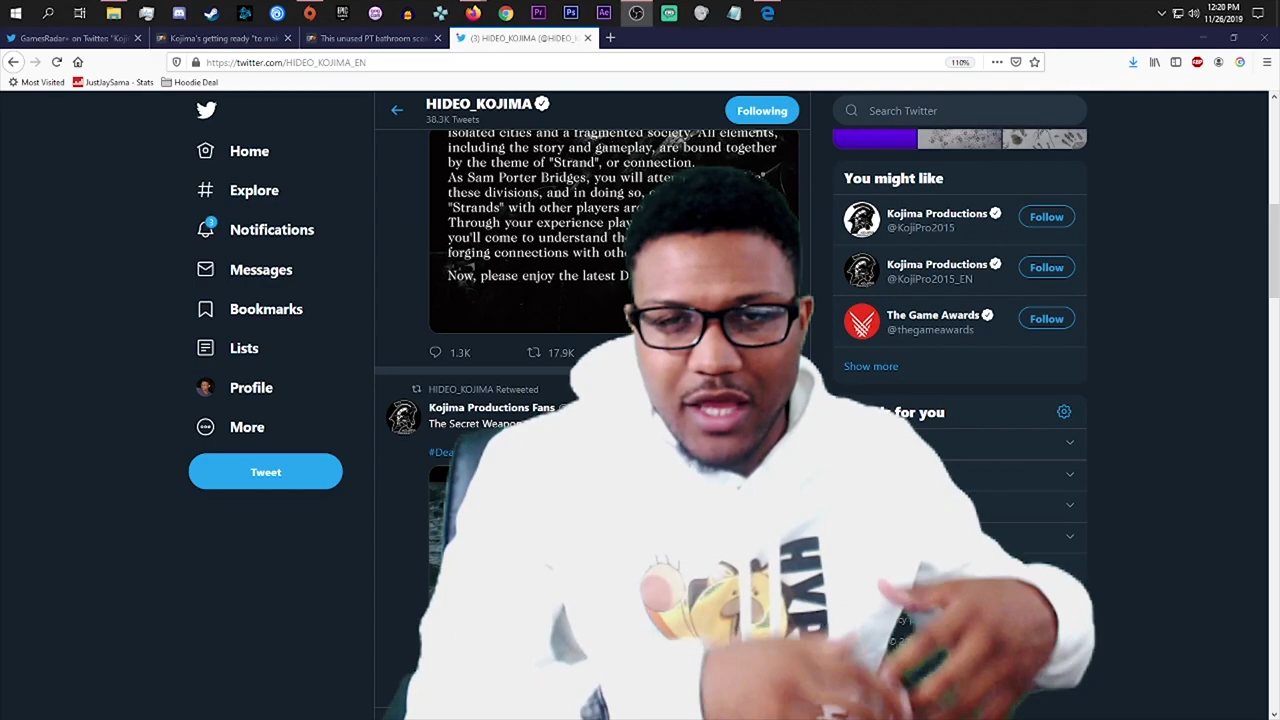 12:20 PM
11/26/2019
GamesRadar+ on Twitter: "Koji
Kojima's getting ready "to mak
This unused PT bathroom scen
(3) HIDEO_KOJIMA (@HIDEO_K
https://twitter.com/HIDEO_KOJIMA_EN
110%
Most Visited
JustJaySama - Stats
Hoodie Deal
HIDEO_KOJIMA
38.3K Tweets
Following
Search Twitter
Home
Explore
3
Notifications
Messages
Bookmarks
Lists
Profile
More
Tweet
isolated cities and a fragmented society. All elements,
including the story and gameplay, are bound together
by the theme of "Strand", or connection.
As Sam Porter Bridges, you will
these divisions, and in doing so,
"Strands" with other players
Through your experience
you'll come to understand
forging connections with
Now, please enjoy the latest
1.3K
17.9K
HIDEO_KOJIMA Retweeted
Kojima Productions Fans
The Secret
You might like
Kojima Productions
@KojiPro2015
Follow
Kojima Productions
@KojiPro2015_EN
Follow
The Game Awards
@thegameawards
Follow
Show more
for you